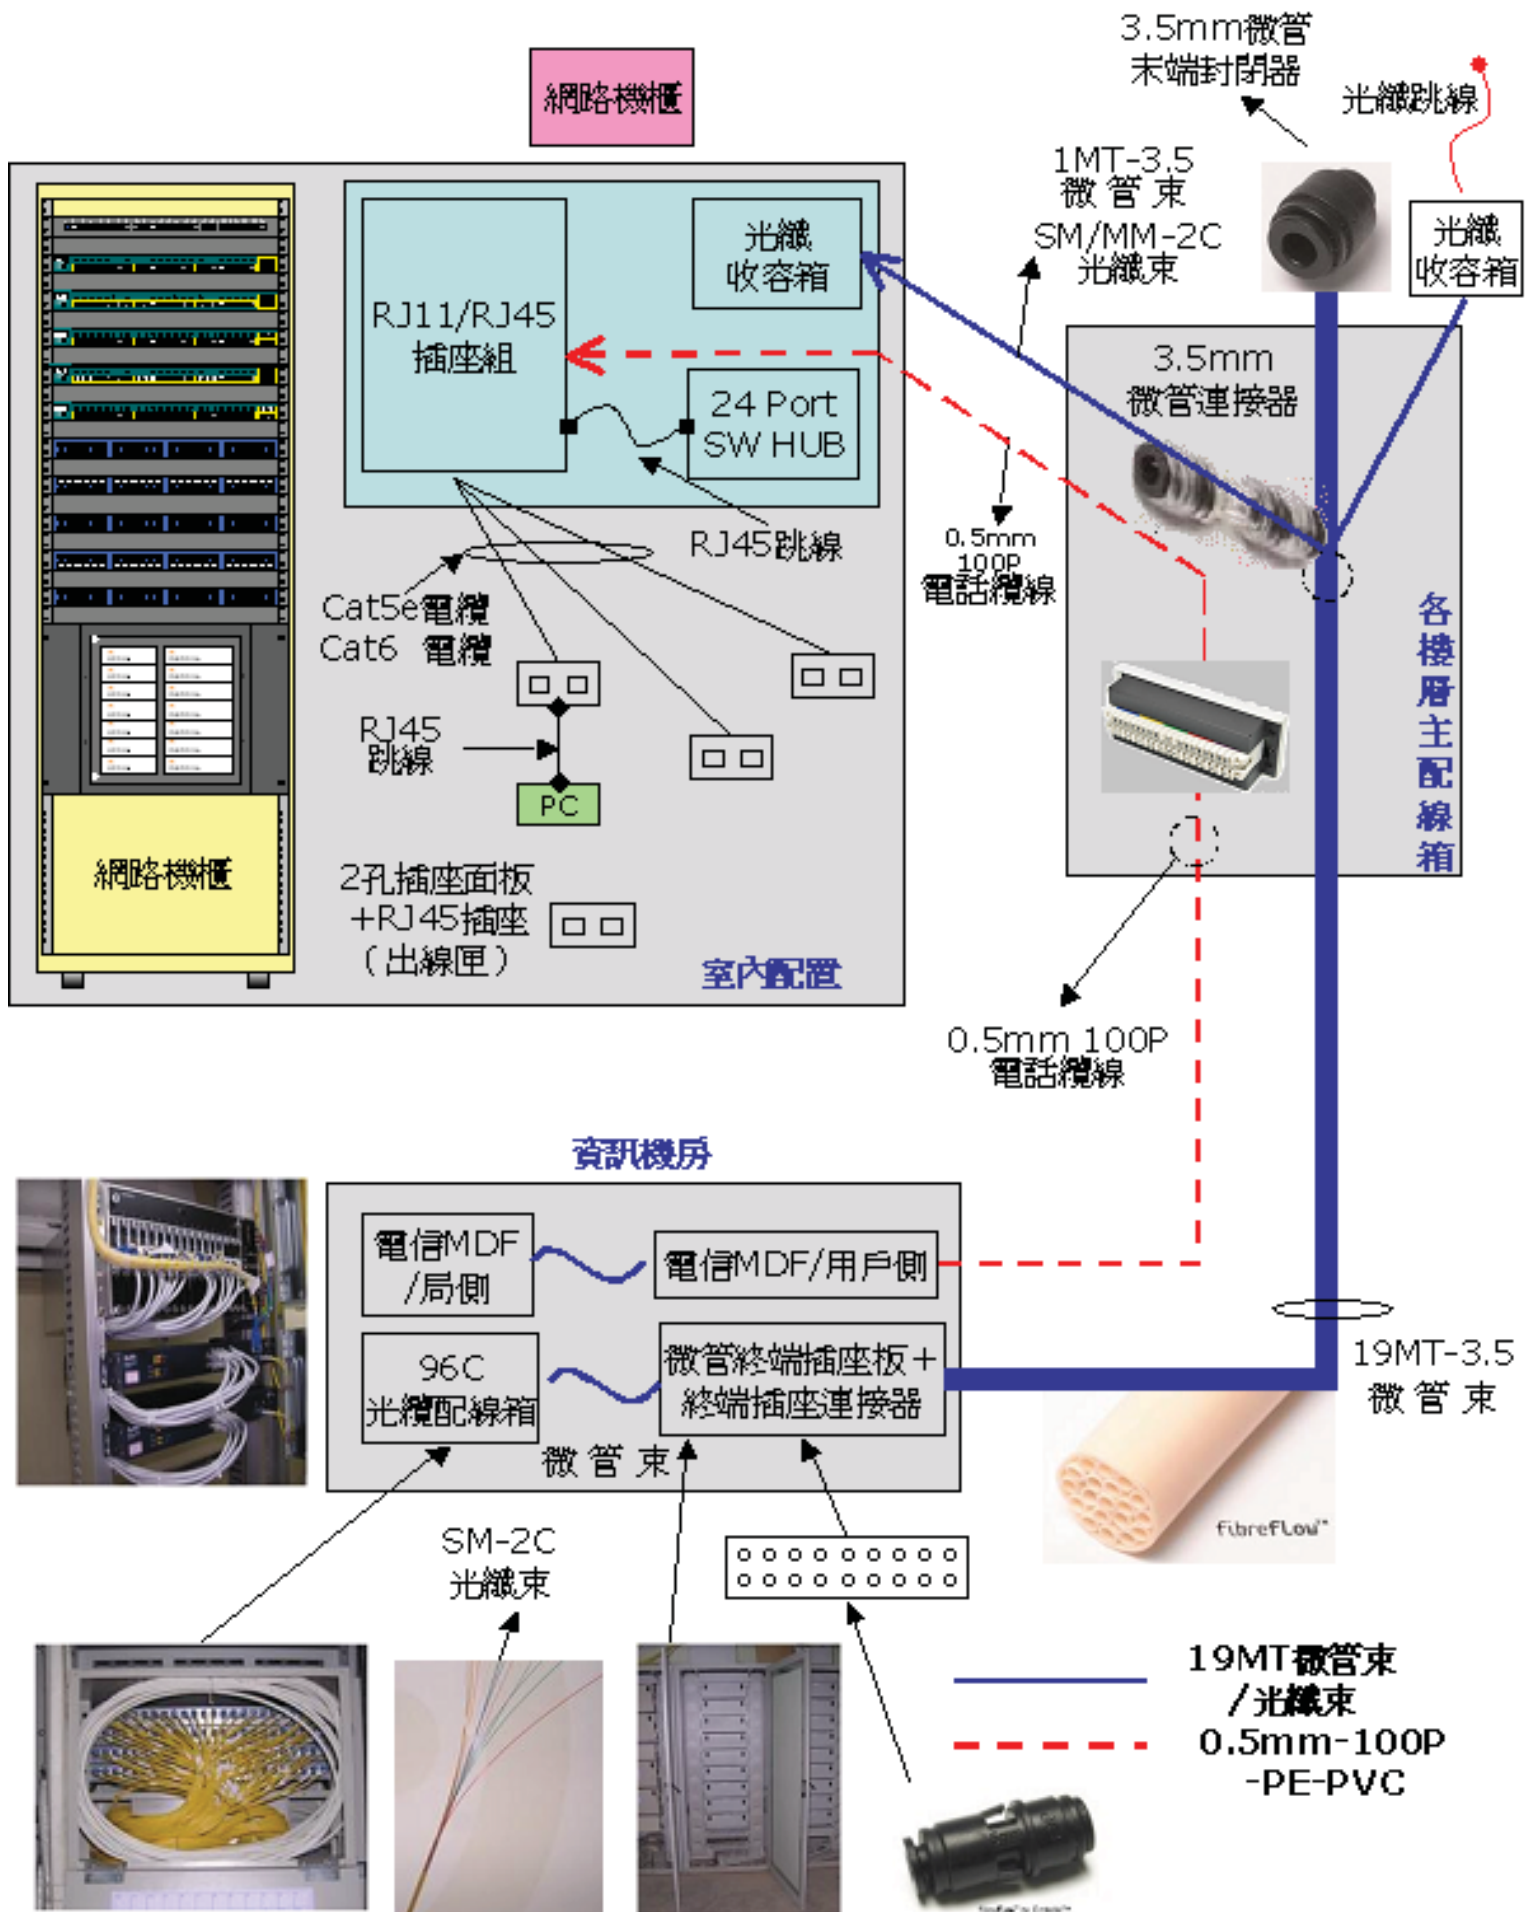 3.5mm微管
末端封閉器
光纖跳線
網路機櫃
1MT-3.5
微管束
SM/MM-2C
光纖束
光纖
收容箱
光纖
收容箱
RJ11/RJ45
插座組
24 Port
SW HUB
3.5mm
微管連接器
RJ45跳線
0.5mm
100P
電話纜線
Cat5e電纜
Cat6 電纜
各樓層主配線箱
RJ45
跳線
PC
網路機櫃
2孔插座面板
+RJ45插座
(出線匣)
室內配置
0.5mm 100P
電話纜線
資訊機房
電信MDF
/局側
電信MDF/用戶側
96C
光纜配線箱
微管終端插座板+
終端插座連接器
微管束
19MT-3.5
微管束
fibreflow™
SM-2C
光纖束
19MT微管束
/光纖束
0.5mm-100P
-PE-PVC